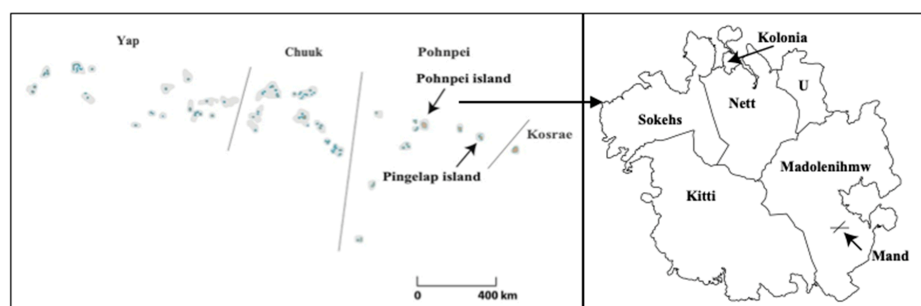 Yap
Chuuk
Pohnpei
Pohnpei island
Kosrae
Pingelap island
0 400 km
Kolonia
U
Nett
Sokehs
Madolenihmw
Kitti
Mand